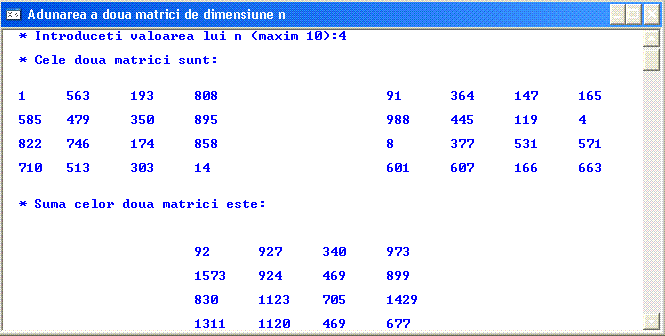 Adunarea a doua matrici de dimensiune n
* Introduceti valoarea lui n (maxim 10):4
* Cele doua matrici sunt:
1 563 193 808 91 364 147 165
585 479 350 895 988 445 119 4
822 746 174 858 8 377 531 571
710 513 303 14 601 607 166 663
* Suma celor doua matrici este:
92 927 340 973
1573 924 469 899
830 1123 705 1429
1311 1120 469 677